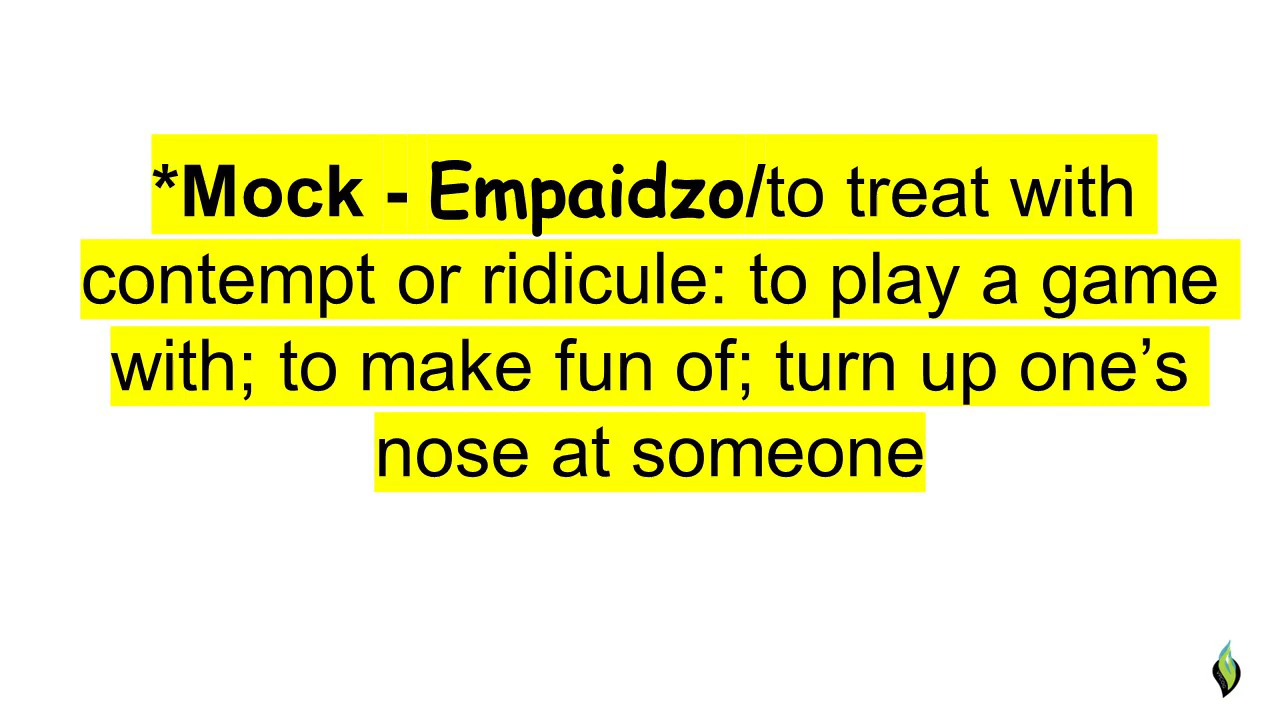 *Mock - Empaidzo/to treat with
contempt or ridicule: to play a game
with; to make fun of; turn up one’s
nose at someone